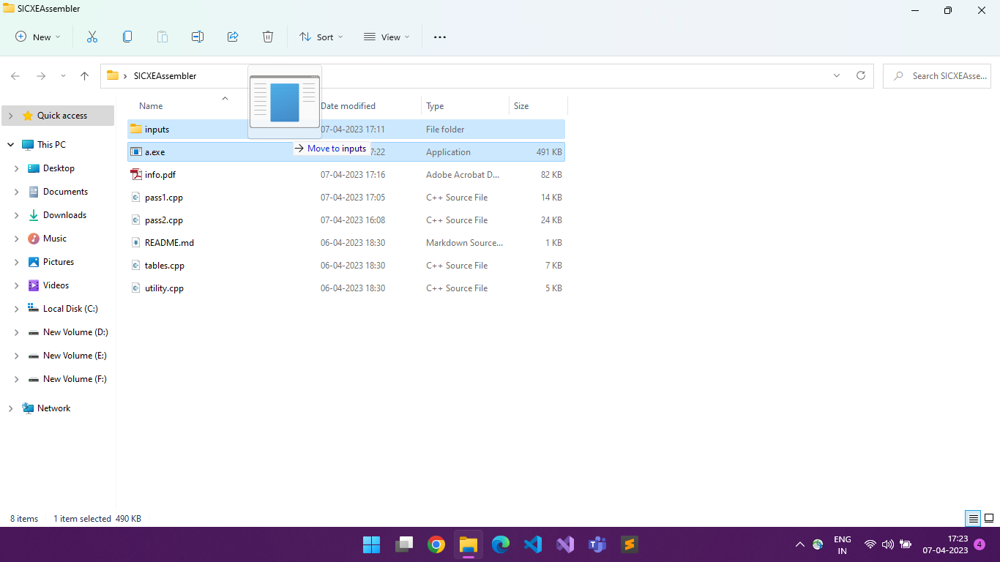 SICXEAssembler
New Sort View
SICXEAssembler Search SICXEAsse...
Name Date modified Type Size
Quick access
This PC
Desktop
Documents
Downloads
Music
Pictures
Videos
Local Disk (C:)
New Volume (D:)
New Volume (E:)
New Volume (F:)
Network
inputs 07-04-2023 17:11 File folder
Move to inputs
a.exe 7:22 Application 491 KB
info.pdf 07-04-2023 17:16 Adobe Acrobat D... 82 KB
pass1.cpp 07-04-2023 17:05 C++ Source File 14 KB
pass2.cpp 07-04-2023 16:08 C++ Source File 24 KB
README.md 06-04-2023 18:30 Markdown Source... 1 KB
tables.cpp 06-04-2023 18:30 C++ Source File 7 KB
utility.cpp 06-04-2023 18:30 C++ Source File 5 KB
8 items 1 item selected 490 KB
ENG
IN
17:23
07-04-2023
4